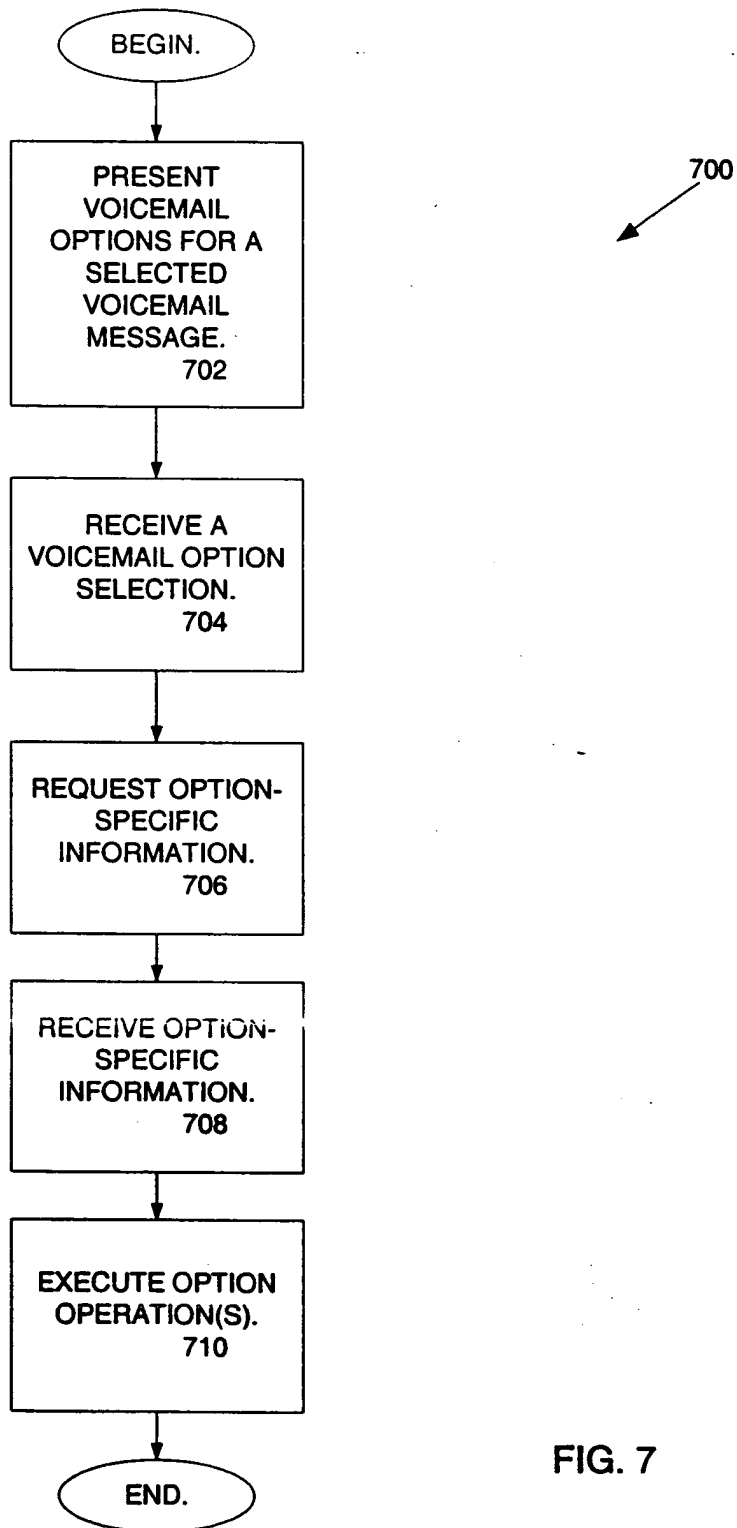 BEGIN.
PRESENT
VOICEMAIL
OPTIONS FOR A
SELECTED
VOICEMAIL
MESSAGE.
702
700
RECEIVE A
VOICEMAIL OPTION
SELECTION.
704
REQUEST OPTION-
SPECIFIC
INFORMATION.
706
RECEIVE OPTION-
SPECIFIC
INFORMATION.
708
EXECUTE OPTION
OPERATION(S).
710
END.
FIG. 7